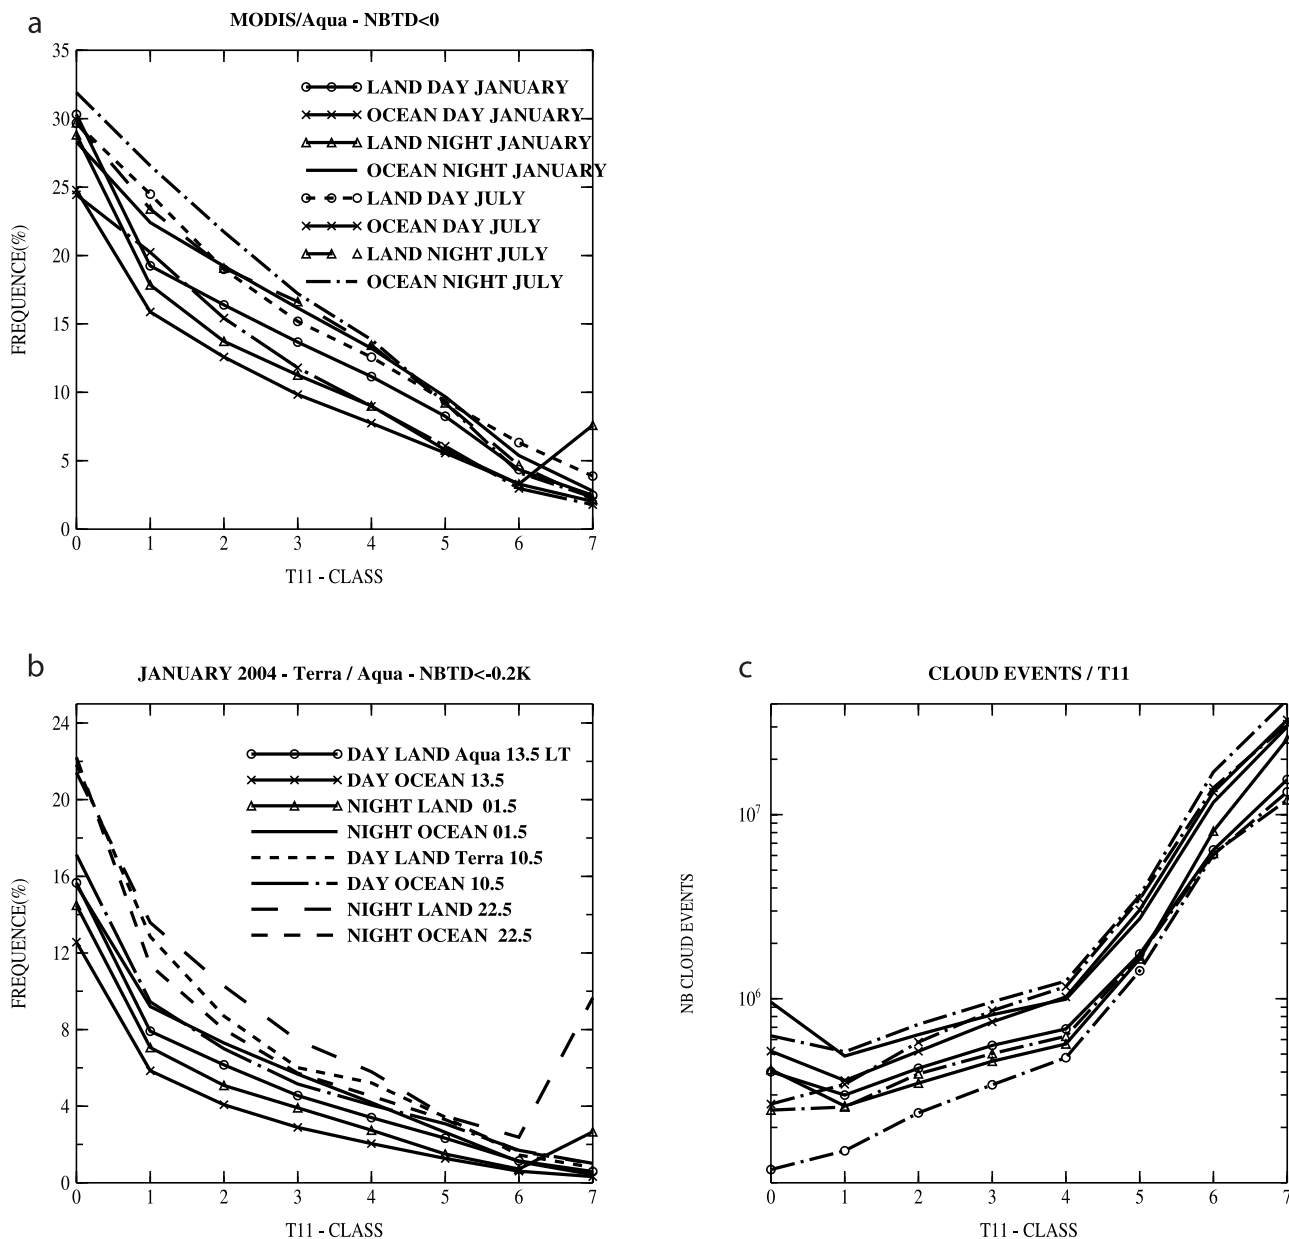 a
MODIS/Aqua - NBTD<0
35
30
25
20
15
10
5
0
FREQUENCE(%)
LAND DAY JANUARY
OCEAN DAY JANUARY
LAND NIGHT JANUARY
OCEAN NIGHT JANUARY
LAND DAY JULY
OCEAN DAY JULY
LAND NIGHT JULY
OCEAN NIGHT JULY
0 1 2 3 4 5 6 7
T11 - CLASS
b
JANUARY 2004 - Terra / Aqua - NBTD<-0.2K
24
20
16
12
8
4
0
FREQUENCE(%)
DAY LAND Aqua 13.5 LT
DAY OCEAN 13.5
NIGHT LAND 01.5
NIGHT OCEAN 01.5
DAY LAND Terra 10.5
DAY OCEAN 10.5
NIGHT LAND 22.5
NIGHT OCEAN 22.5
0 1 2 3 4 5 6 7
T11 - CLASS
c
CLOUD EVENTS / T11
10^7
10^6
NB CLOUD EVENTS
0 1 2 3 4 5 6 7
T11 - CLASS